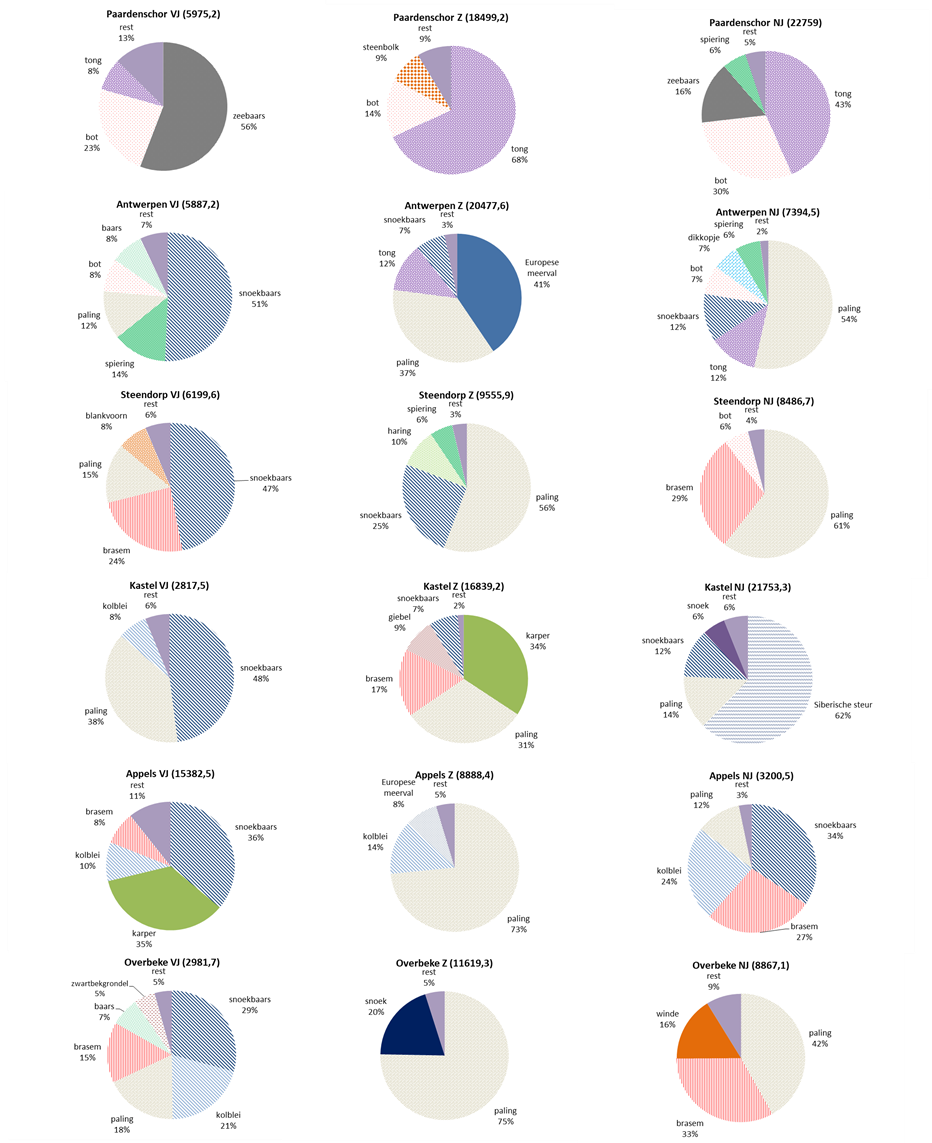 Paardenschor VJ (5975,2)
rest
13%
tong
8%
bot
23%
zeebaars
56%
Paardenschor Z (18499,2)
rest
9%
steenbolk
9%
bot
14%
tong
68%
Paardenschor NJ (22759)
rest
5%
spiering
6%
zeebaars
16%
tong
43%
bot
30%
Antwerpen VJ (5887,2)
rest
7%
baars
8%
bot
8%
paling
12%
spiering
14%
snoekbaars
51%
Antwerpen Z (20477,6)
rest
3%
snoekbaars
7%
tong
12%
paling
37%
Europese
meerval
41%
Antwerpen NJ (7394,5)
rest
2%
spiering
6%
dikkopje
7%
bot
7%
snoekbaars
12%
tong
12%
paling
54%
Steendorp VJ (6199,6)
rest
6%
blankvoorn
8%
paling
15%
brasem
24%
snoekbaars
47%
Steendorp Z (9555,9)
rest
3%
spiering
6%
haring
10%
snoekbaars
25%
paling
56%
Steendorp NJ (8486,7)
rest
4%
bot
6%
brasem
29%
paling
61%
Kastel VJ (2817,5)
rest
6%
kolblei
8%
paling
38%
snoekbaars
48%
Kastel Z (16839,2)
rest
2%
snoekbaars
7%
giebel
9%
brasem
17%
paling
31%
karper
34%
Kastel NJ (21753,3)
rest
6%
snoek
6%
snoekbaars
12%
paling
14%
Siberische steur
62%
Appels VJ (15382,5)
rest
11%
brasem
8%
kolblei
10%
karper
35%
snoekbaars
36%
Appels Z (8888,4)
rest
5%
Europese
meerval
8%
kolblei
14%
paling
73%
Appels NJ (3200,5)
rest
3%
paling
12%
kolblei
24%
brasem
27%
snoekbaars
34%
Overbeke VJ (2981,7)
rest
5%
zwartbekgrondel
5%
baars
7%
brasem
15%
paling
18%
kolblei
21%
snoekbaars
29%
Overbeke Z (11619,3)
rest
5%
snoek
20%
paling
75%
Overbeke NJ (8867,1)
rest
9%
winde
16%
brasem
33%
paling
42%